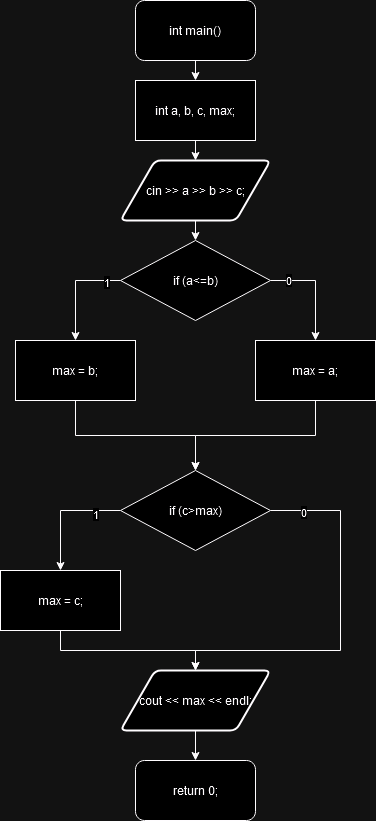 int main()
int a, b, c, max;
cin >> a >> b >> c;
if (a<=b)
1
0
max = b;
max = a;
if (c>max)
1
0
max = c;
cout << max << endl;
return 0;